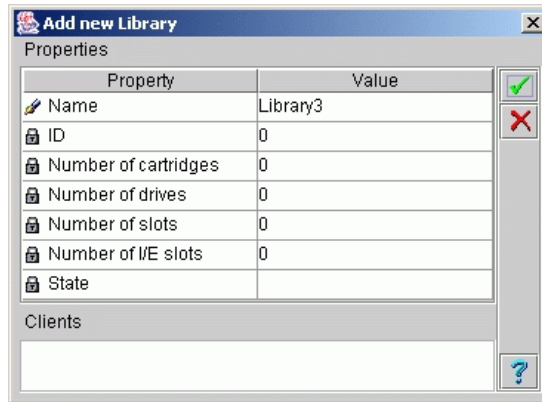 Add new Library
Properties
Property Value
Name Library3
ID 0
Number of cartridges 0
Number of drives 0
Number of slots 0
Number of I/E slots 0
State
Clients
?